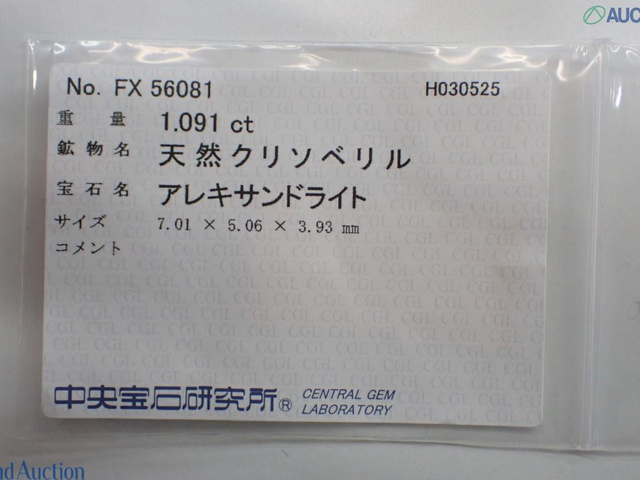 AUC
No. FX 56081 H030525
重量 1.091 ct
鉱物名 天然クリソベリル
宝石名 アレキサンドライト
サイズ 7.01 × 5.06 × 3.93 mm
コメント
中央宝石研究所® CENTRAL GEM LABORATORY
nd Auction